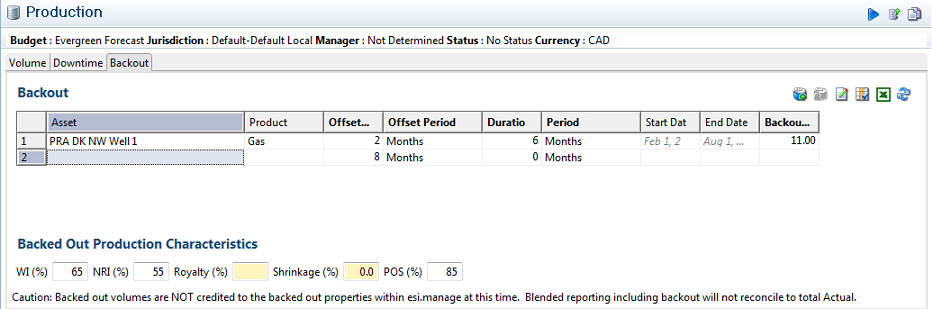 Production
Budget : Evergreen Forecast Jurisdiction : Default-Default Local Manager : Not Determined Status : No Status Currency : CAD
Volume Downtime Backout
Backout
Asset Product Offset... Offset Period Duratio Period Start Dat End Date Backou...
1 PRA DK NW Well 1 Gas 2 Months 6 Months Feb 1, 2 Aug 1, ... 11.00
2 8 Months 0 Months
Backed Out Production Characteristics
WI (%) 65 NRI (%) 55 Royalty (%) Shrinkage (%) 0.0 POS (%) 85
Caution: Backed out volumes are NOT credited to the backed out properties within esi.manage at this time. Blended reporting including backout will not reconcile to total Actual.